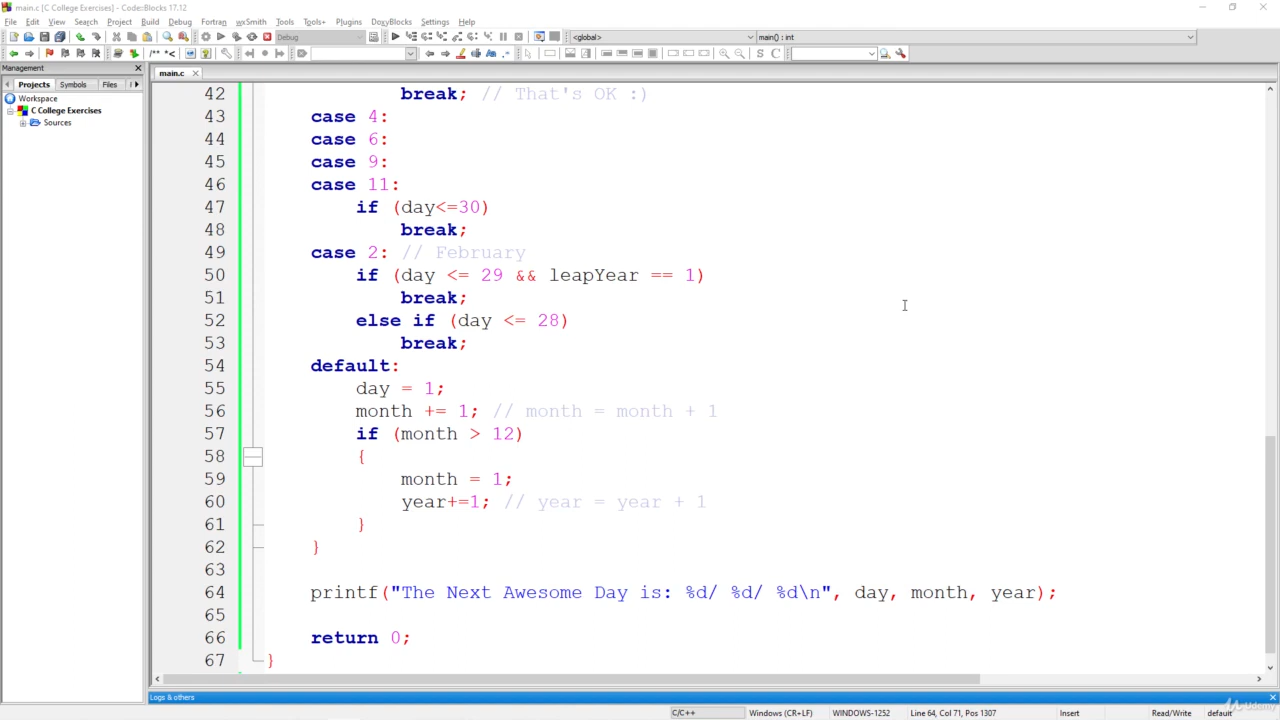 main.c [C College Exercises] - Code::Blocks 17.12
File Edit View Search Project Build Debug Fortran wxSmith Tools Tools+ Plugins DoxyBlocks Settings Help
Debug <global> main() : int
/** *< S C
Management
Projects Symbols Files
main.c
Workspace
C College Exercises
Sources
42 break; // That's OK :)
43 case 4:
44 case 6:
45 case 9:
46 case 11:
47 if (day<=30)
48 break;
49 case 2: // February
50 if (day <= 29 && leapYear == 1)
51 break;
52 else if (day <= 28)
53 break;
54 default:
55 day = 1;
56 month += 1; // month = month + 1
57 if (month > 12)
58 {
59 month = 1;
60 year+=1; // year = year + 1
61 }
62 }
63
64 printf("The Next Awesome Day is: %d/ %d/ %d\n", day, month, year);
65
66 return 0;
67 }
Logs & others
C/C++ Windows (CR+LF) WINDOWS-1252 Line 64, Col 71, Pos 1307 Insert Read/Write default
Udemy